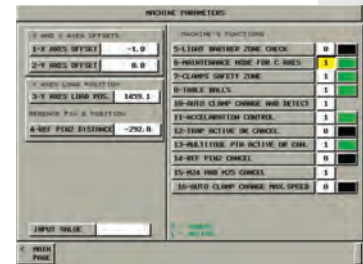 MACHINE PARAMETERS
X AND Y AXES OFFSETS
1-X AXES OFFSET -1.0
2-Y AXES OFFSET 0.0
Y AXES LOAD POSITION
3-Y AXES LOAD POS. 1459.1
REFERENCE PIN 2 POSITION
4-REF PIN2 DISTANCE -292.0
INPUT VALUE
MACHINE'S FUNCTIONS
5-LIGHT BARRIER ZONE CHECK 0
6-MAINTENANCE MODE FOR C AXES 1
7-CLAMPS SAFETY ZONE 1
8-TABLE BALLS 1
10-AUTO CLAMP CHANGE AND DETECT 1
11-ACCELARATION CONTROL 1
12-TRAP ACTIVE OR CANCEL 0
13-MULTITOOL PIN ACTIVE OR CAN. 1
14-REF PIN2 CANCEL 0
15-M24 AND M25 CANCEL 1
16-AUTO CLAMP CHANGE MAX.SPEED 0
< MAIN PAGE